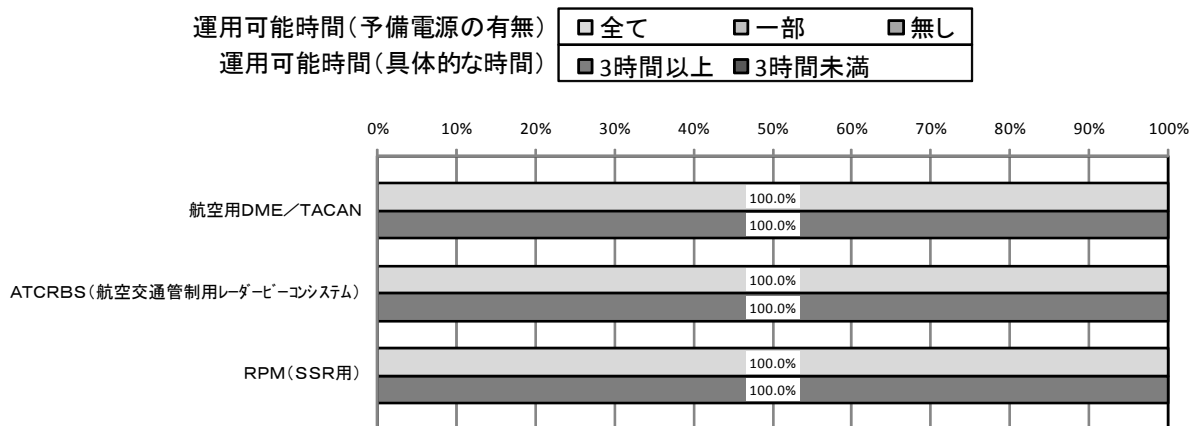 運用可能時間(予備電源の有無) 全て 一部 無し
運用可能時間(具体的な時間) 3時間以上 3時間未満
0% 10% 20% 30% 40% 50% 60% 70% 80% 90% 100%
100.0%
航空用DME／TACAN
100.0%
100.0%
ATCRBS(航空交通管制用ﾚｰﾀﾞｰﾋﾞｰｺﾝｼｽﾃﾑ)
100.0%
100.0%
RPM(SSR用)
100.0%